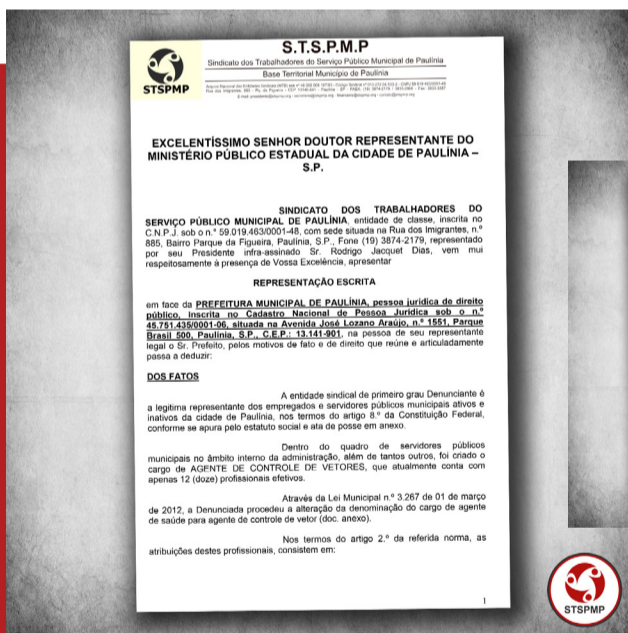 S.T.S.P.M.P
Sindicato dos Trabalhadores do Serviço Público Municipal de Paulínia
Base Territorial Município de Paulínia
STSPMP
EXCELENTÍSSIMO SENHOR DOUTOR REPRESENTANTE DO
MINISTÉRIO PÚBLICO ESTADUAL DA CIDADE DE PAULÍNIA –
S.P.
SINDICATO DOS TRABALHADORES DO
SERVIÇO PÚBLICO MUNICIPAL DE PAULÍNIA, entidade de classe, inscrita no
C.N.P.J. sob o n.º 59.019.463/0001-48, com sede situada na Rua dos Imigrantes, n.º
885, Bairro Parque da Figueira, Paulínia, S.P., Fone (19) 3874-2179, representado
por seu Presidente infra-assinado Sr. Rodrigo Jacquet Dias, vem mui
respeitosamente à presença de Vossa Excelência, apresentar
REPRESENTAÇÃO ESCRITA
em face da PREFEITURA MUNICIPAL DE PAULÍNIA, pessoa jurídica de direito
público, inscrita no Cadastro Nacional de Pessoa Jurídica sob o n.º
45.751.435/0001-06, situada na Avenida José Lozano Araújo, n.º 1551, Parque
Brasil 500, Paulínia, S.P., C.E.P.: 13.141-901, na pessoa de seu representante
legal o Sr. Prefeito, pelos motivos de fato e de direito que reúne e articuladamente
passa a deduzir:
DOS FATOS
A entidade sindical de primeiro grau Denunciante é
a legítima representante dos empregados e servidores públicos municipais ativos e
inativos da cidade de Paulínia, nos termos do artigo 8.º da Constituição Federal,
conforme se apura pelo estatuto social e ata de posse em anexo.
Dentro do quadro de servidores públicos
municipais no âmbito interno da administração, além de tantos outros, foi criado o
cargo de AGENTE DE CONTROLE DE VETORES, que atualmente conta com
apenas 12 (doze) profissionais efetivos.
Através da Lei Municipal n.º 3.267 de 01 de março
de 2012, a Denunciada procedeu a alteração da denominação do cargo de agente
de saúde para agente de controle de vetor (doc. anexo).
Nos termos do artigo 2.º da referida norma, as
atribuições destes profissionais, consistem em:
1
STSPMP